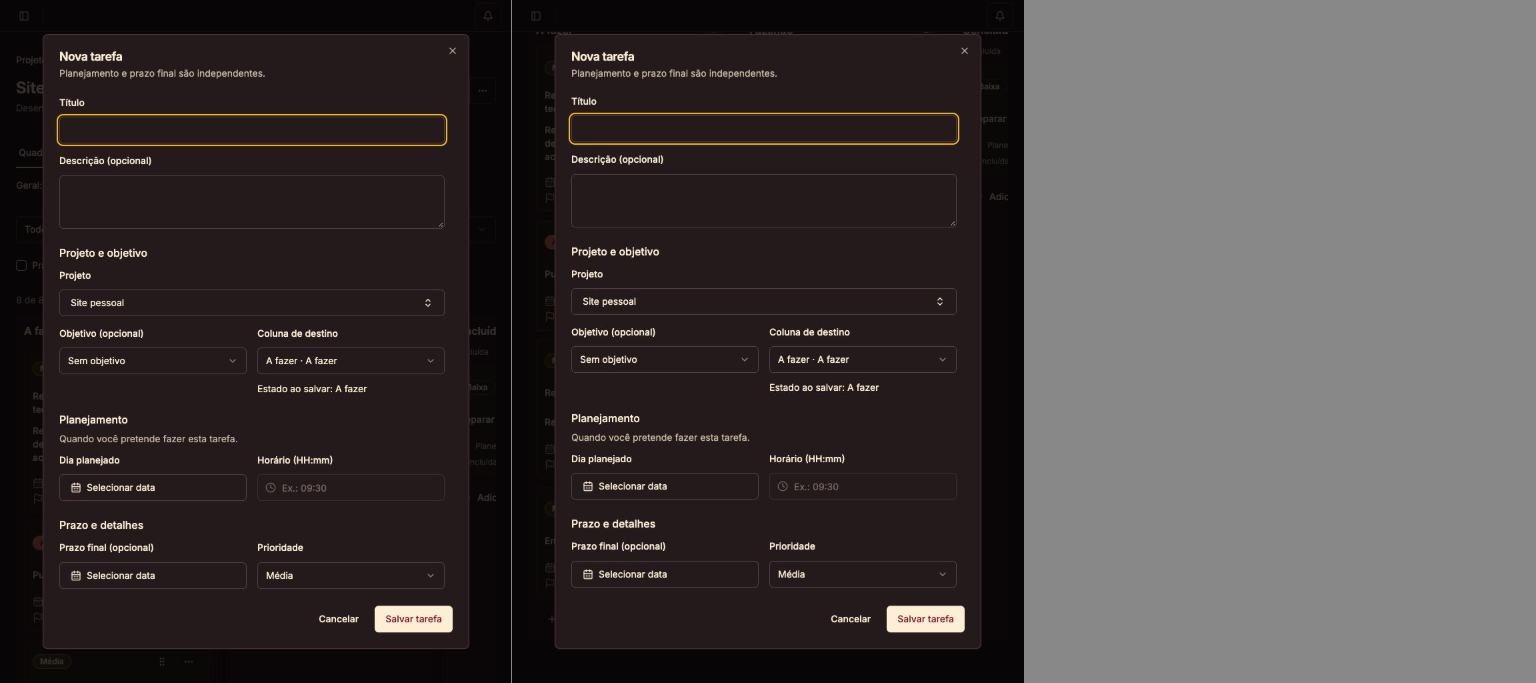 Nova tarefa
Planejamento e prazo final são independentes.
Título
Descrição (opcional)
Projeto e objetivo
Projeto
Site pessoal
Objetivo (opcional)
Coluna de destino
Sem objetivo
A fazer · A fazer
Estado ao salvar: A fazer
Planejamento
Quando você pretende fazer esta tarefa.
Dia planejado
Horário (HH:mm)
Selecionar data
Ex.: 09:30
Prazo e detalhes
Prazo final (opcional)
Prioridade
Selecionar data
Média
Cancelar
Salvar tarefa
Média
Nova tarefa
Planejamento e prazo final são independentes.
Título
Descrição (opcional)
Projeto e objetivo
Projeto
Site pessoal
Objetivo (opcional)
Coluna de destino
Sem objetivo
A fazer · A fazer
Estado ao salvar: A fazer
Planejamento
Quando você pretende fazer esta tarefa.
Dia planejado
Horário (HH:mm)
Selecionar data
Ex.: 09:30
Prazo e detalhes
Prazo final (opcional)
Prioridade
Selecionar data
Média
Cancelar
Salvar tarefa